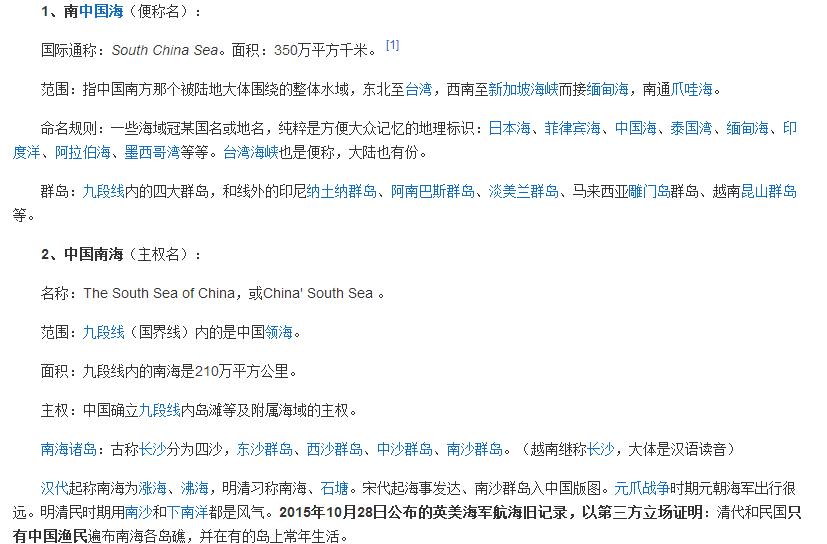 1、南中国海（便称名）:
国际通称：South China Sea。面积：350万平方千米。 [1]
范围：指中国南方那个被陆地大体围绕的整体水域，东北至台湾，西南至新加坡海峡而接缅甸海，南通爪哇海。
命名规则：一些海域冠某国名或地名，纯粹是方便大众记忆的地理标识：日本海、菲律宾海、中国海、泰国湾、缅甸海、印
度洋、阿拉伯海、墨西哥湾等等。台湾海峡也是便称，大陆也有份。
群岛：九段线内的四大群岛，和线外的印尼纳土纳群岛、阿南巴斯群岛、淡美兰群岛、马来西亚雕门岛群岛、越南昆山群岛
等。
2、中国南海（主权名）:
名称：The South Sea of China，或China' South Sea 。
范围：九段线（国界线）内的是中国领海。
面积：九段线内的南海是210万平方公里。
主权：中国确立九段线内岛滩等及附属海域的主权。
南海诸岛：古称长沙分为四沙，东沙群岛、西沙群岛、中沙群岛、南沙群岛。（越南继称长沙，大体是汉语读音）
汉代起称南海为涨海、沸海，明清习称南海、石塘。宋代起海事发达、南沙群岛入中国版图。元爪战争时期元朝海军出行很
远。明清民时期用南沙和下南洋都是风气。2015年10月28日公布的英美海军航海旧记录，以第三方立场证明：清代和民国只
有中国渔民遍布南海各岛礁，并在有的岛上常年生活。